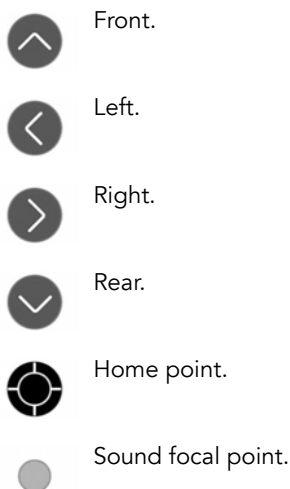 Front.
Left.
Right.
Rear.
Home point.
Sound focal point.